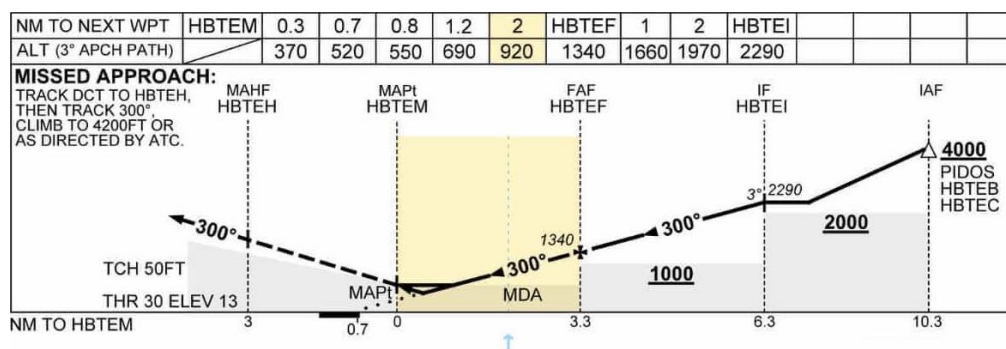 NM TO NEXT WPT HBTEM 0.3 0.7 0.8 1.2 2 HBTEF 1 2 HBTEI
ALT (3° APCH PATH) 370 520 550 690 920 1340 1660 1970 2290
MISSED APPROACH:
TRACK DCT TO HBTEH,
THEN TRACK 300°,
CLIMB TO 4200FT OR
AS DIRECTED BY ATC.
MAHF
HBTEH
MAPt
HBTEM
FAF
HBTEF
IF
HBTEI
IAF
4000
PIDOS
HBTEB
HBTEC
3° 2290
2000
300°
1340
300°
300°
1000
TCH 50FT
MAPt
MDA
THR 30 ELEV 13
NM TO HBTEM 3 0.7 0 3.3 6.3 10.3